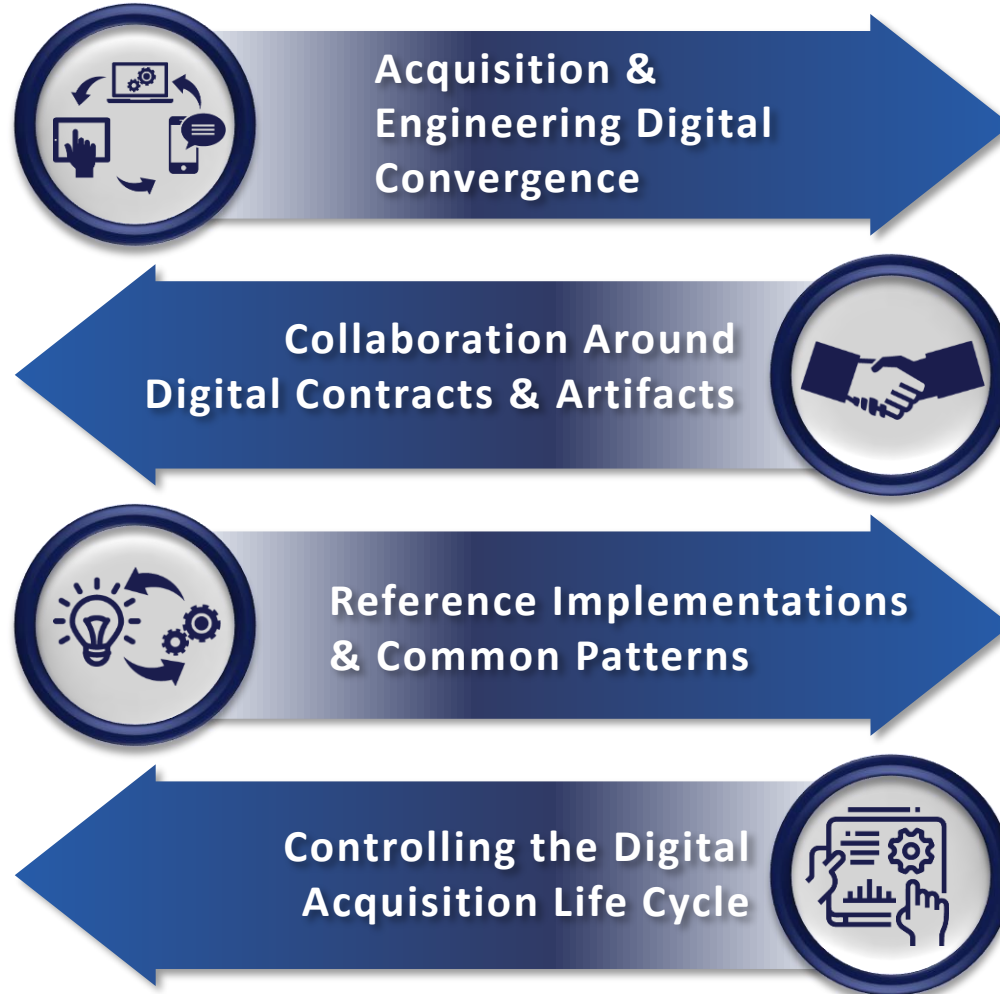 Acquisition &
Engineering Digital
Convergence
Collaboration Around
Digital Contracts & Artifacts
Reference Implementations
& Common Patterns
Controlling the Digital
Acquisition Life Cycle